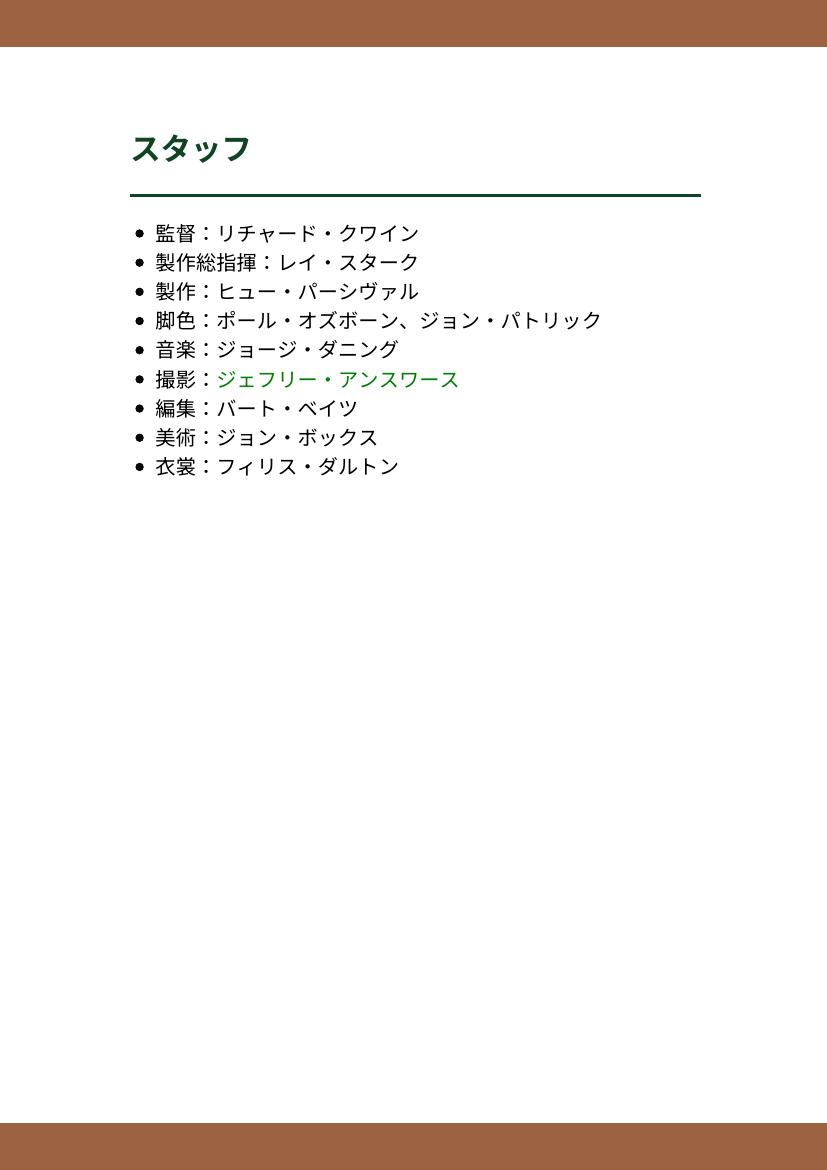 スタッフ
• 監督：リチャード・クワイン
• 製作総指揮：レイ・スターク
• 製作：ヒュー・パーシヴァル
• 脚色：ポール・オズボーン、ジョン・パトリック
• 音楽：ジョージ・ダニング
• 撮影：ジェフリー・アンスワース
• 編集：バート・ベイツ
• 美術：ジョン・ボックス
• 衣裳：フィリス・ダルトン